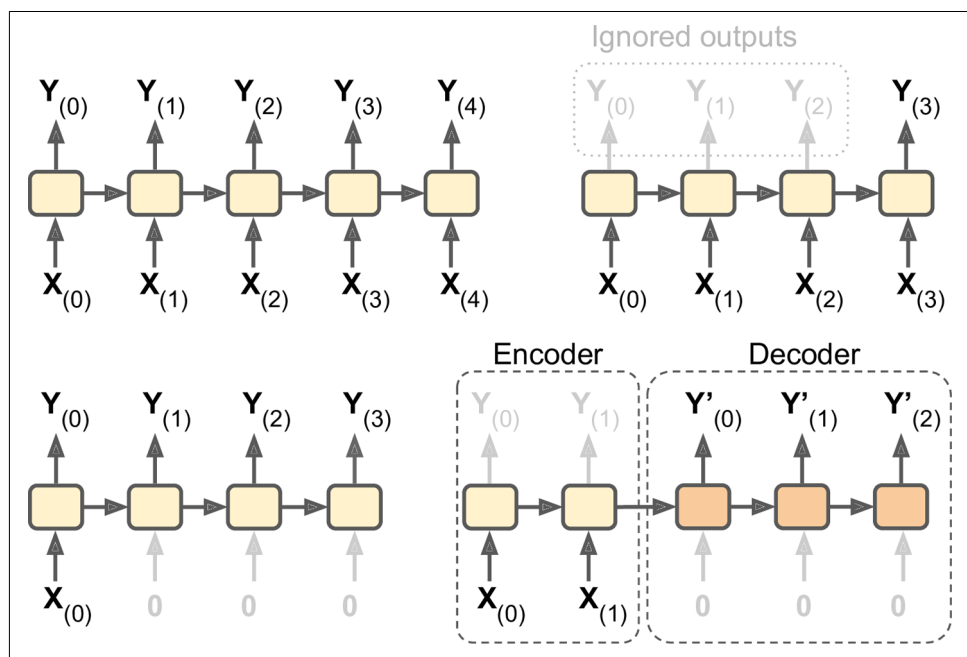 Ignored outputs
Y(0) Y(1) Y(2) Y(3) Y(4)
Y(0) Y(1) Y(2) Y(3)
X(0) X(1) X(2) X(3) X(4)
X(0) X(1) X(2) X(3)
Encoder
Decoder
Y(0) Y(1) Y(2) Y(3)
Y(0) Y(1)
Y’(0) Y’(1) Y’(2)
X(0) 0 0 0
X(0) X(1)
0 0 0